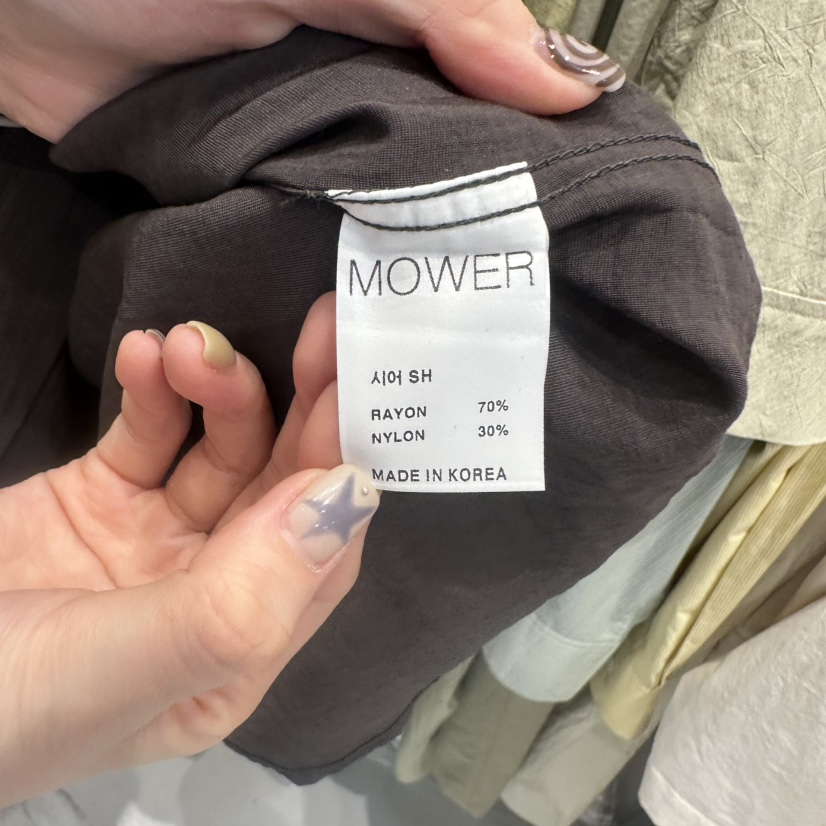 MOWER
시어 SH
RAYON 70%
NYLON 30%
MADE IN KOREA